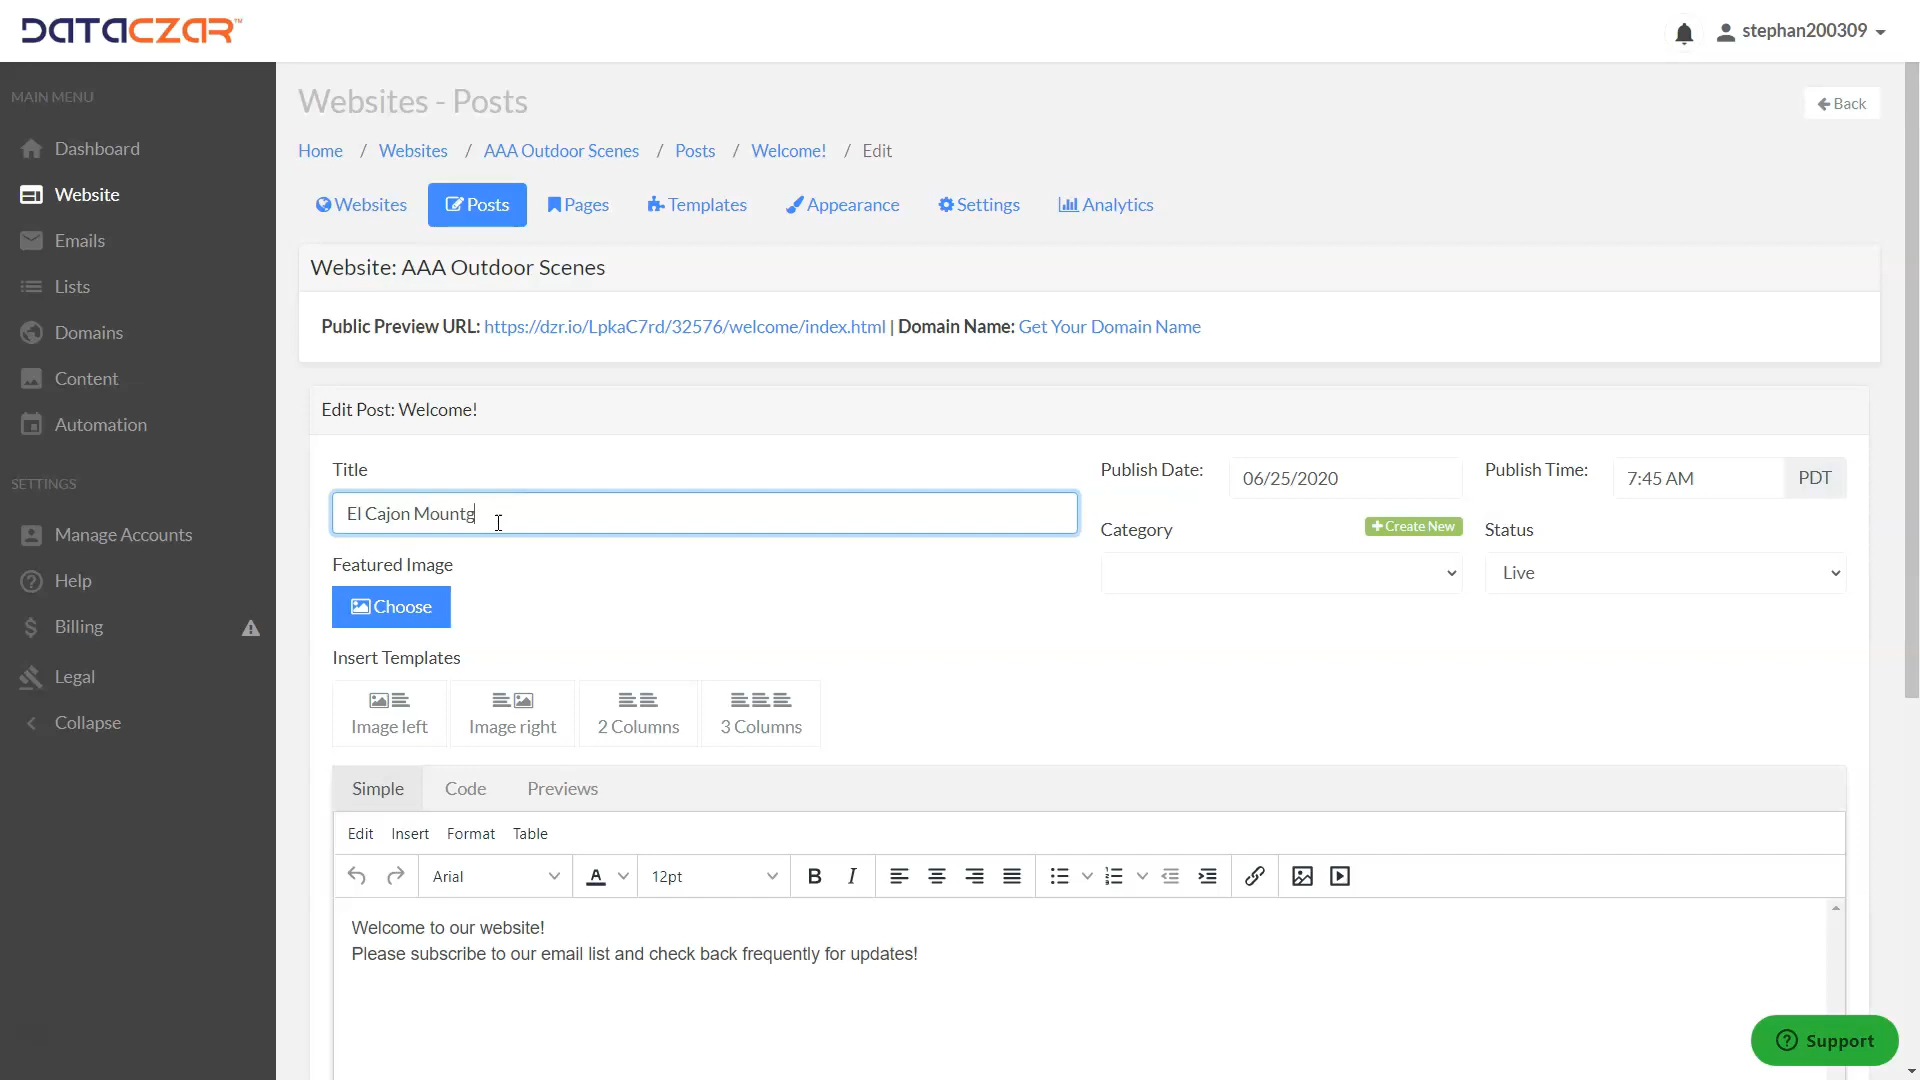 DATACZAR™
stephan200309
MAIN MENU
Dashboard
Website
Emails
Lists
Domains
Content
Automation
SETTINGS
Manage Accounts
Help
Billing
Legal
Collapse
Websites - Posts
Back
Home / Websites / AAA Outdoor Scenes / Posts / Welcome! / Edit
Websites Posts Pages Templates Appearance Settings Analytics
Website: AAA Outdoor Scenes
Public Preview URL: https://dzr.io/LpkaC7rd/32576/welcome/index.html | Domain Name: Get Your Domain Name
Edit Post: Welcome!
Title
El Cajon Mountg
Publish Date: 06/25/2020
Publish Time: 7:45 AM PDT
Category
Create New
Status
Live
Featured Image
Choose
Insert Templates
Image left
Image right
2 Columns
3 Columns
Simple Code Previews
Edit Insert Format Table
Arial A 12pt B I
Welcome to our website!
Please subscribe to our email list and check back frequently for updates!
? Support